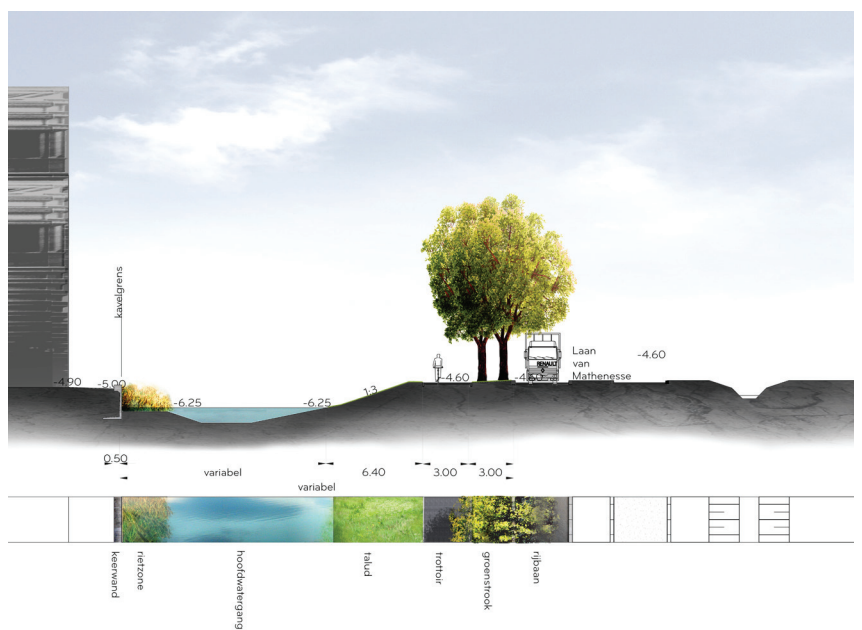 kavelgrens
RENAULT
Laan
van
Mathenesse
-4.60
-4.90
-5.00
-6.25
-6.25
1:3
-4.60
-4.60
0.50
variabel
6.40
3.00
3.00
variabel
keerwand
rietzone
hoofdwatergang
talud
trottoir
groenstrook
rijbaan